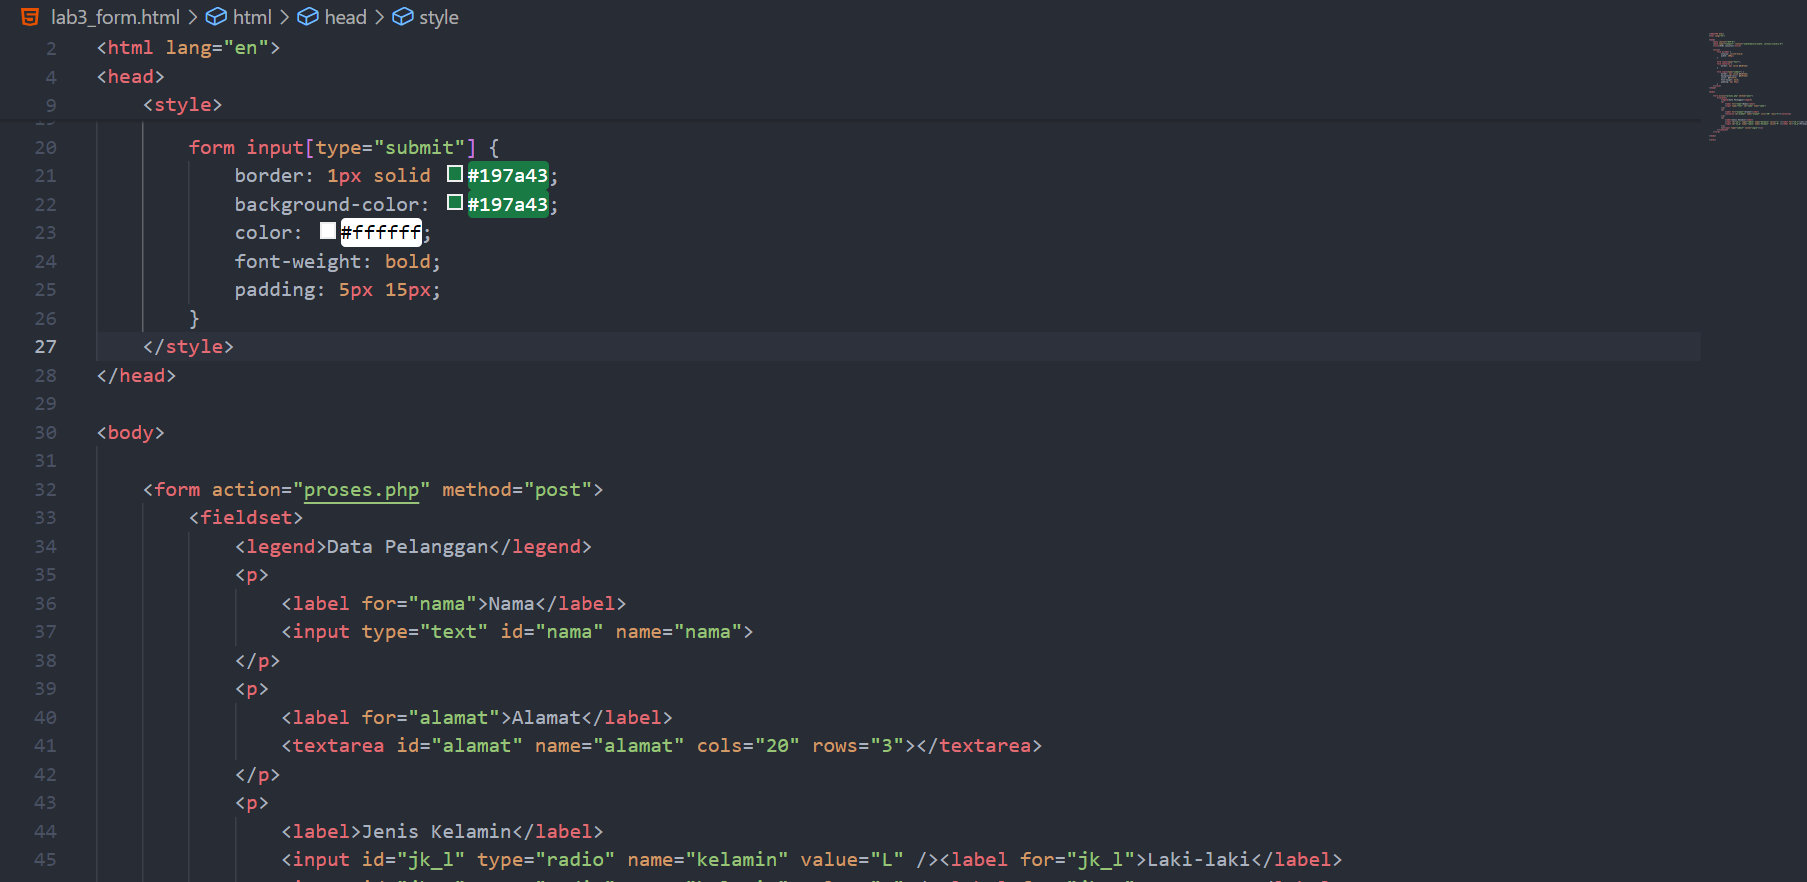 lab3_form.html > html > head > style
2 <html lang="en">
4 <head>
9 <style>
20 form input[type="submit"] {
21 border: 1px solid #197a43;
22 background-color: #197a43;
23 color: #ffffff;
24 font-weight: bold;
25 padding: 5px 15px;
26 }
27 </style>
28 </head>
29
30 <body>
31
32 <form action="proses.php" method="post">
33 <fieldset>
34 <legend>Data Pelanggan</legend>
35 <p>
36 <label for="nama">Nama</label>
37 <input type="text" id="nama" name="nama">
38 </p>
39 <p>
40 <label for="alamat">Alamat</label>
41 <textarea id="alamat" name="alamat" cols="20" rows="3"></textarea>
42 </p>
43 <p>
44 <label>Jenis Kelamin</label>
45 <input id="jk_l" type="radio" name="kelamin" value="L" /><label for="jk_l">Laki-laki</label>